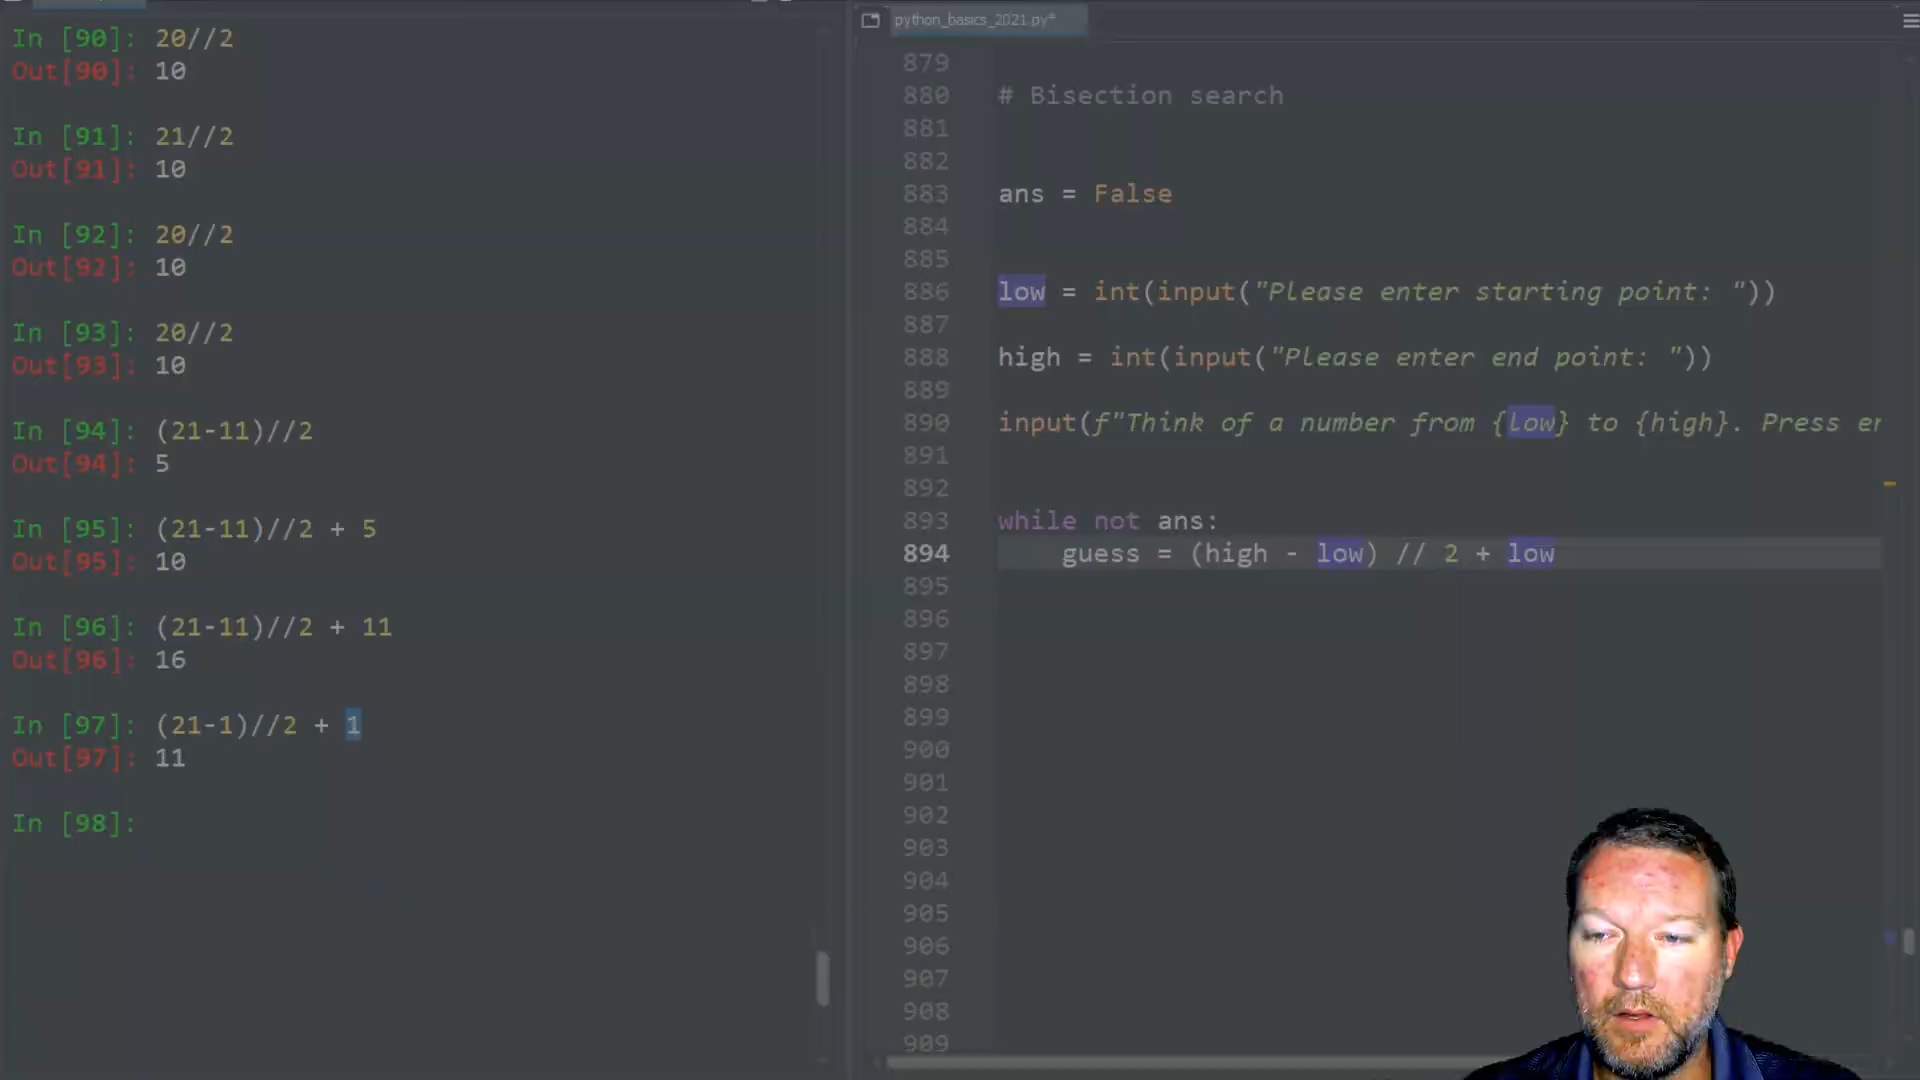 In [90]: 20//2
Out[90]: 10
In [91]: 21//2
Out[91]: 10
In [92]: 20//2
Out[92]: 10
In [93]: 20//2
Out[93]: 10
In [94]: (21-11)//2
Out[94]: 5
In [95]: (21-11)//2 + 5
Out[95]: 10
In [96]: (21-11)//2 + 11
Out[96]: 16
In [97]: (21-1)//2 + 1
Out[97]: 11
In [98]:
python_basics_2021.py*
879
880 # Bisection search
881
882
883 ans = False
884
885
886 low = int(input("Please enter starting point: "))
887
888 high = int(input("Please enter end point: "))
889
890 input(f"Think of a number from {low} to {high}. Press er
891
892
893 while not ans:
894 guess = (high - low) // 2 + low
895
896
897
898
899
900
901
902
903
904
905
906
907
908
909